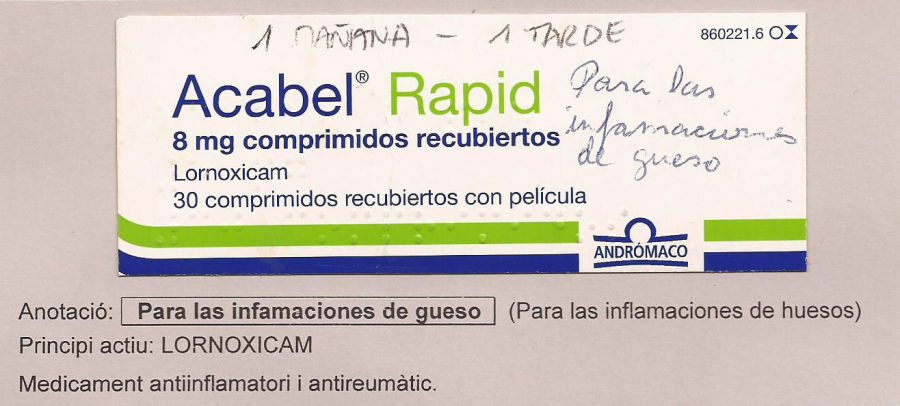 1 MAÑANA - 1 TARDE
860221.6
Acabel® Rapid
Para las
infamaciones
de gueso
8 mg comprimidos recubiertos
Lornoxicam
30 comprimidos recubiertos con película
ANDRÓMACO
Anotació: Para las infamaciones de gueso (Para las inflamaciones de huesos)
Principi actiu: LORNOXICAM
Medicament antiinflamatori i antireumàtic.